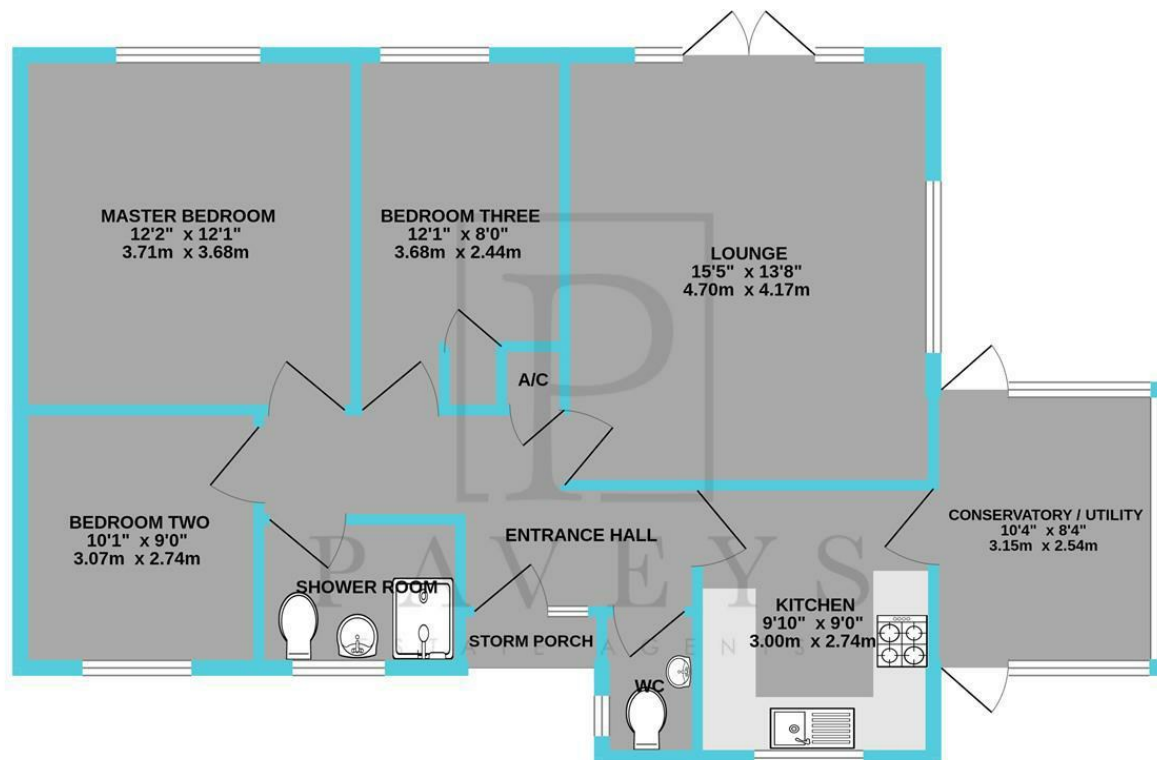 MASTER BEDROOM
12'2" x 12'1"
3.71m x 3.68m
BEDROOM THREE
12'1" x 8'0"
3.68m x 2.44m
LOUNGE
15'5" x 13'8"
4.70m x 4.17m
A/C
BEDROOM TWO
10'1" x 9'0"
3.07m x 2.74m
ENTRANCE HALL
CONSERVATORY / UTILITY
10'4" x 8'4"
3.15m x 2.54m
SHOWER ROOM
KITCHEN
9'10" x 9'0"
3.00m x 2.74m
STORM PORCH
WC
P
PAVEYS
ESTATE AGENTS